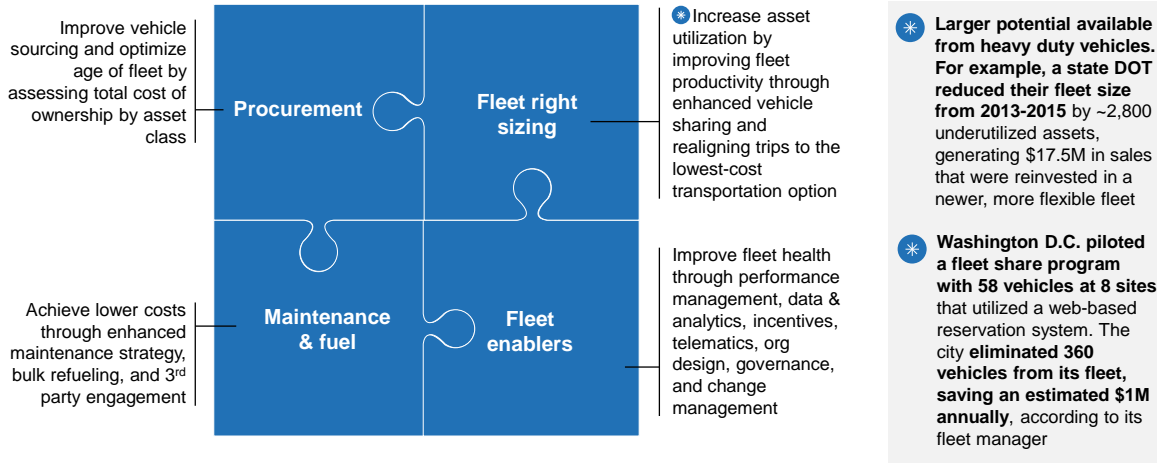 Improve vehicle
sourcing and optimize
age of fleet by
assessing total cost of
ownership by asset
class
Procurement
Fleet right
sizing
Increase asset
utilization by
improving fleet
productivity through
enhanced vehicle
sharing and
realigning trips to the
lowest-cost
transportation option
Achieve lower costs
through enhanced
maintenance strategy,
bulk refueling, and 3rd
party engagement
Maintenance
& fuel
Fleet
enablers
Improve fleet health
through performance
management, data &
analytics, incentives,
telematics, org
design, governance,
and change
management
Larger potential available
from heavy duty vehicles.
For example, a state DOT
reduced their fleet size
from 2013-2015 by ~2,800
underutilized assets,
generating $17.5M in sales
that were reinvested in a
newer, more flexible fleet
Washington D.C. piloted
a fleet share program
with 58 vehicles at 8 sites
that utilized a web-based
reservation system. The
city eliminated 360
vehicles from its fleet,
saving an estimated $1M
annually, according to its
fleet manager